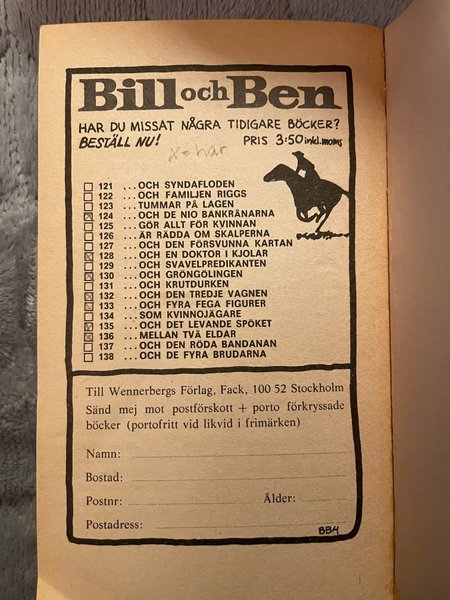 Bill och Ben
HAR DU MISSAT NÅGRA TIDIGARE BÖCKER?
BESTÄLL NU! PRIS 3:50 inkl. moms
x = har
121 ...OCH SYNDAFLODEN
122 ...OCH FAMILJEN RIGGS
123 ...TUMMAR PÅ LAGEN
124 ...OCH DE NIO BANKRÅNARNA
125 ...GÖR ALLT FÖR KVINNAN
126 ...ÄR RÄDDA OM SKALPERNA
127 ...OCH DEN FÖRSVUNNA KARTAN
128 ...OCH EN DOKTOR I KJOLAR
129 ...OCH SVAVELPREDIKANTEN
130 ...OCH GRÖNGÖLINGEN
131 ...OCH KRUTDURKEN
132 ...OCH DEN TREDJE VAGNEN
133 ...OCH FYRA FEGA FIGURER
134 ...SOM KVINNOJÄGARE
135 ...OCH DET LEVANDE SPÖKET
136 ...MELLAN TVÅ ELDAR
137 ...OCH DEN RÖDA BANDANAN
138 ...OCH DE FYRA BRUDARNA
Till Wennerbergs Förlag, Fack, 100 52 Stockholm
Sänd mej mot postförskott + porto förkryssade
böcker (portofritt vid likvid i frimärken)
Namn:
Bostad:
Postnr: Ålder:
Postadress:
BB4